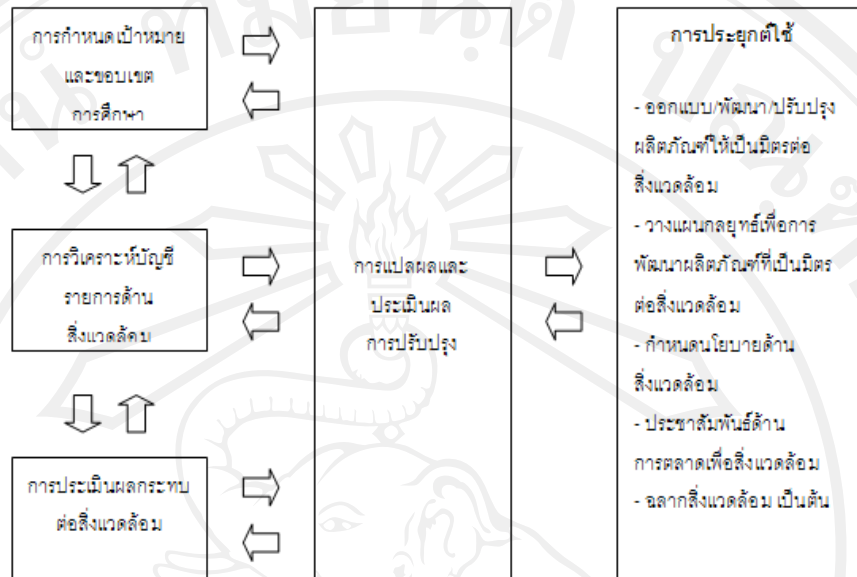 การกำหนดเป้าหมาย
และขอบเขต
การศึกษา
การวิเคราะห์บัญชี
รายการด้าน
สิ่งแวดล้อม
การประเมินผลกระทบ
ต่อสิ่งแวดล้อม
การแปลผลและ
ประเมินผล
การปรับปรุง
การประยุกต์ใช้
- ออกแบบ/พัฒนา/ปรับปรุง
ผลิตภัณฑ์ให้เป็นมิตรต่อ
สิ่งแวดล้อม
- วางแผนกลยุทธ์เพื่อการ
พัฒนาผลิตภัณฑ์ที่เป็นมิตร
ต่อสิ่งแวดล้อม
- กำหนดนโยบายด้าน
สิ่งแวดล้อม
- ประชาสัมพันธ์ด้าน
การตลาดเพื่อสิ่งแวดล้อม
- ฉลากสิ่งแวดล้อม เป็นต้น